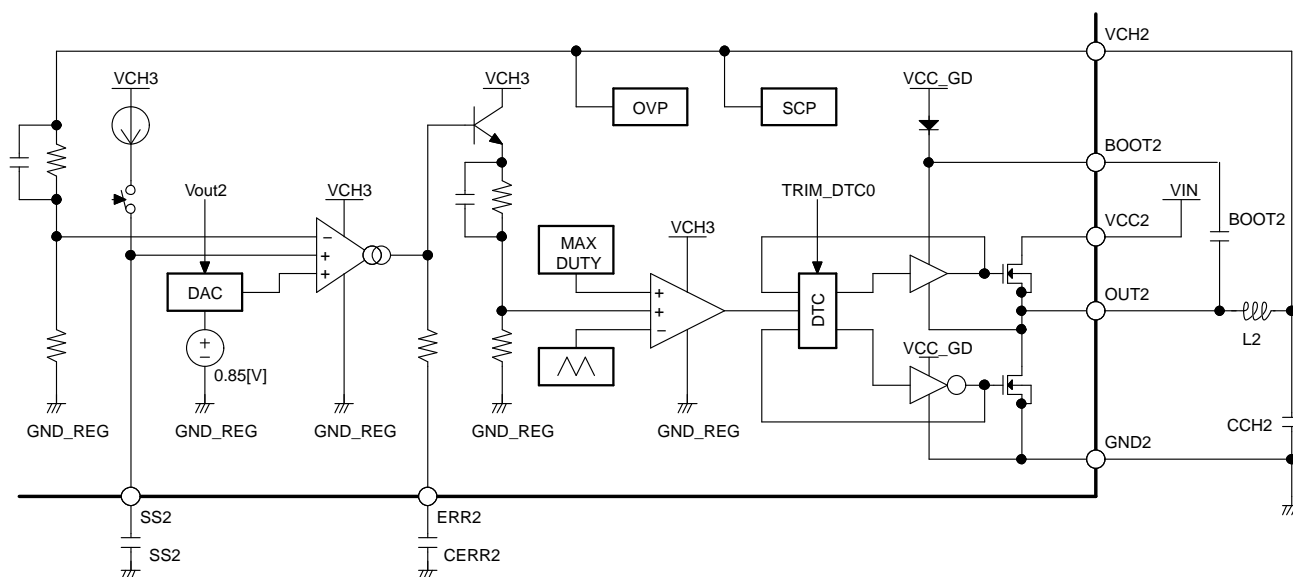 VCH2
VCH3
VCH3
VCC_GD
OVP
SCP
BOOT2
Vout2
VCH3
TRIM_DTC0
VIN
VCC2
BOOT2
MAX
DUTY
VCH3
DAC
DTC
OUT2
L2
0.85[V]
VCC_GD
GND_REG
GND_REG
GND_REG
GND_REG
CCH2
GND2
SS2
ERR2
SS2
CERR2
+
+
−
+
+
−
+
−